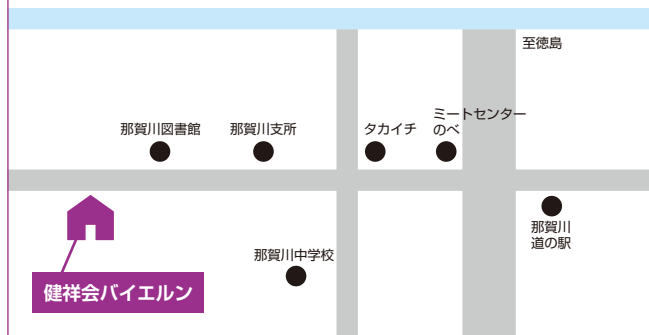 至徳島
ミートセンター
のべ
那賀川図書館
那賀川支所
タカイチ
那賀川
道の駅
那賀川中学校
健祥会バイエルン